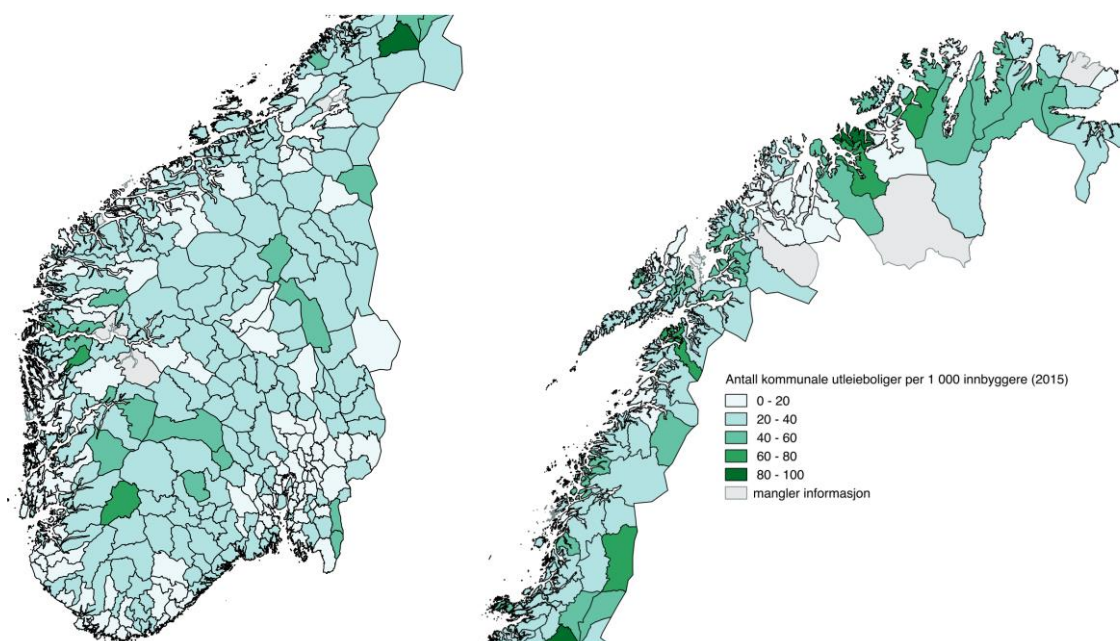 Antall kommunale utleieboliger per 1 000 innbyggere (2015)
0 - 20
20 - 40
40 - 60
60 - 80
80 - 100
mangler informasjon